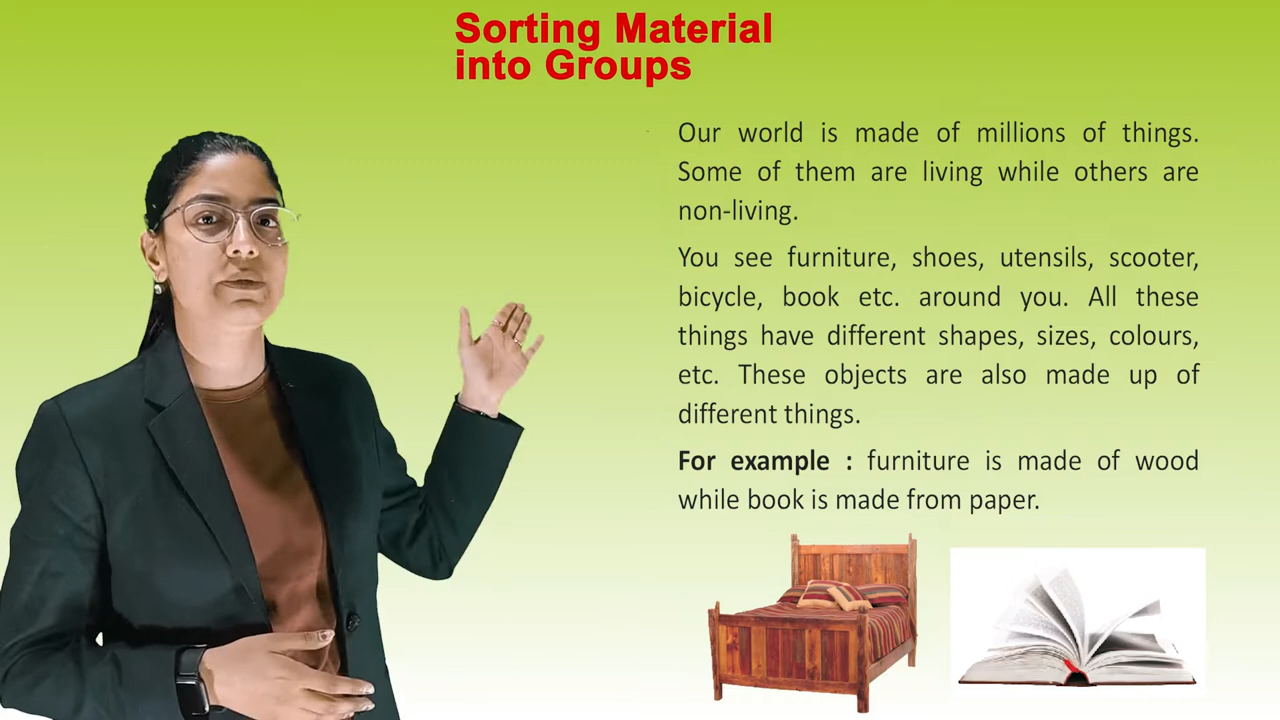 Sorting Material
into Groups
Our world is made of millions of things.
Some of them are living while others are
non-living.
You see furniture, shoes, utensils, scooter,
bicycle, book etc. around you. All these
things have different shapes, sizes, colours,
etc. These objects are also made up of
different things.
For example : furniture is made of wood
while book is made from paper.